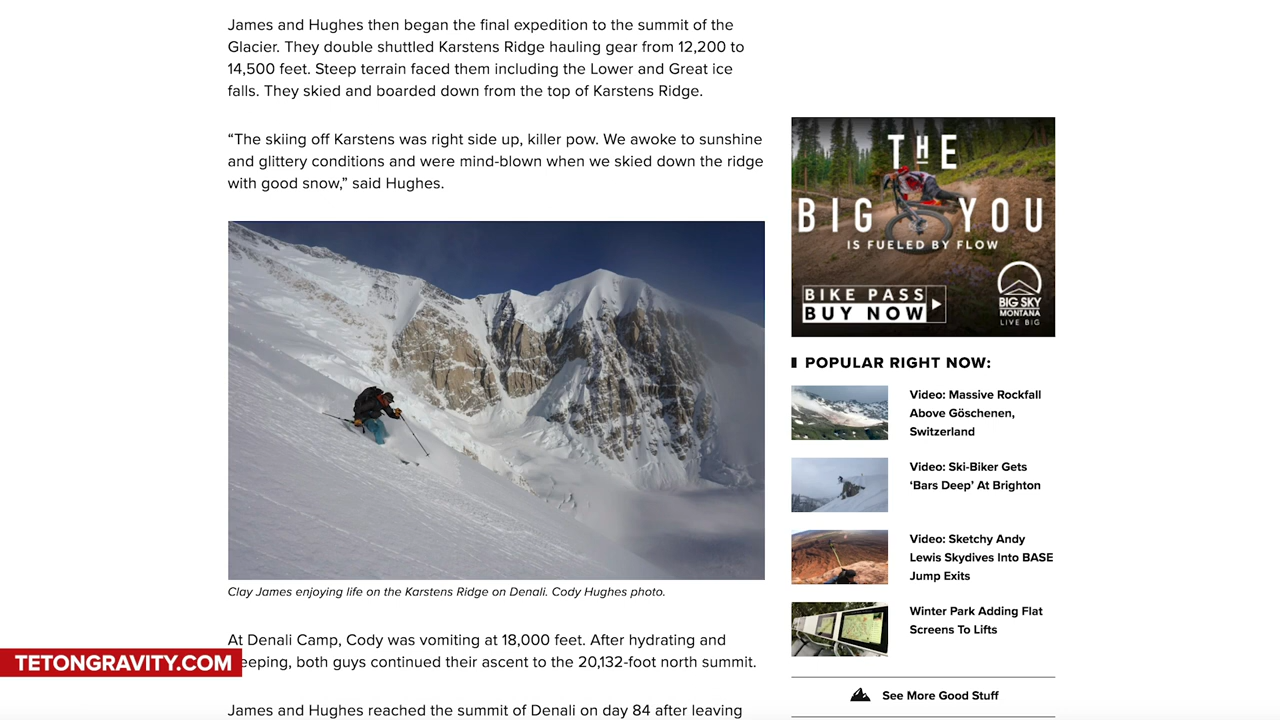 James and Hughes then began the final expedition to the summit of the
Glacier. They double shuttled Karstens Ridge hauling gear from 12,200 to
14,500 feet. Steep terrain faced them including the Lower and Great ice
falls. They skied and boarded down from the top of Karstens Ridge.
“The skiing off Karstens was right side up, killer pow. We awoke to sunshine
and glittery conditions and were mind-blown when we skied down the ridge
with good snow,” said Hughes.
Clay James enjoying life on the Karstens Ridge on Denali. Cody Hughes photo.
At Denali Camp, Cody was vomiting at 18,000 feet. After hydrating and
eeping, both guys continued their ascent to the 20,132-foot north summit.
James and Hughes reached the summit of Denali on day 84 after leaving
TETONGRAVITY.COM
THE
BIG YOU
IS FUELED BY FLOW
BIKE PASS
BUY NOW
BIG SKY
MONTANA
LIVE BIG
POPULAR RIGHT NOW:
Video: Massive Rockfall
Above Göschenen,
Switzerland
Video: Ski-Biker Gets
‘Bars Deep’ At Brighton
Video: Sketchy Andy
Lewis Skydives Into BASE
Jump Exits
Winter Park Adding Flat
Screens To Lifts
See More Good Stuff